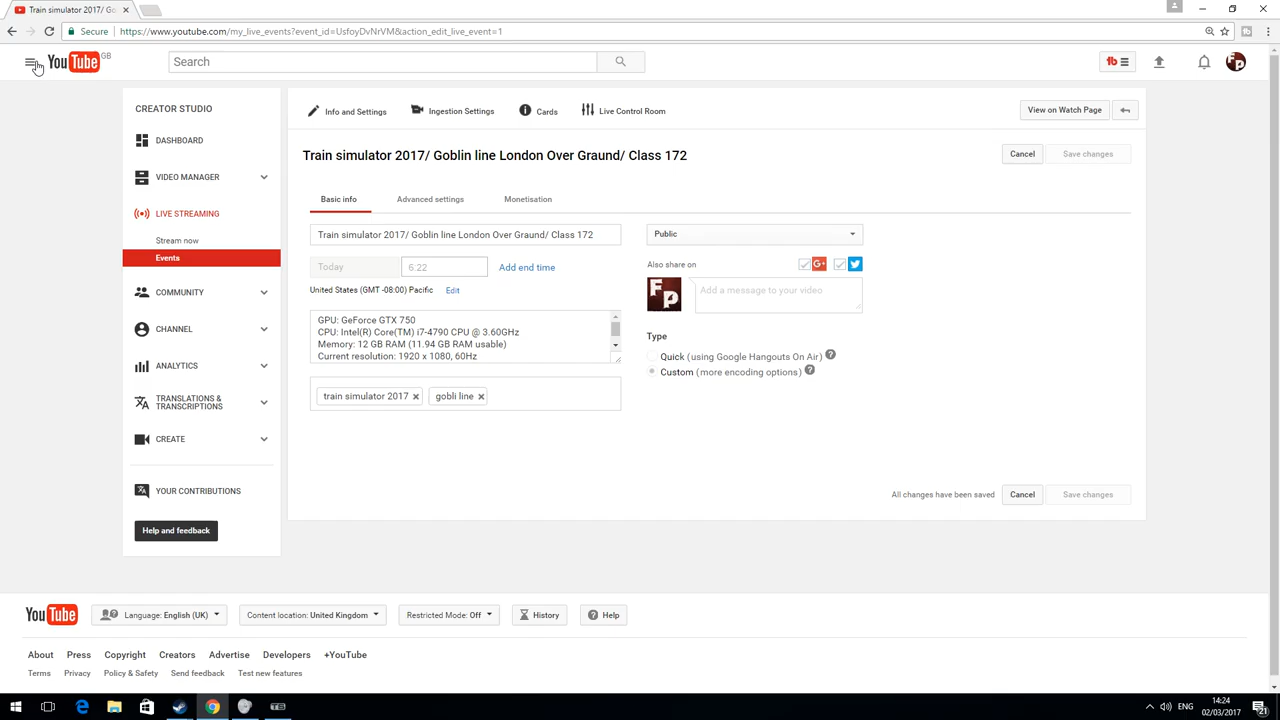 Train simulator 2017/ Go
Secure
https://www.youtube.com/my_live_events?event_id=UsfoyDvNrVM&action_edit_live_event=1
YouTube GB
Search
tb
FP
CREATOR STUDIO
DASHBOARD
VIDEO MANAGER
LIVE STREAMING
Stream now
Events
COMMUNITY
CHANNEL
ANALYTICS
TRANSLATIONS &
TRANSCRIPTIONS
CREATE
YOUR CONTRIBUTIONS
Help and feedback
Info and Settings
Ingestion Settings
Cards
Live Control Room
View on Watch Page
Train simulator 2017/ Goblin line London Over Graund/ Class 172
Cancel
Save changes
Basic info
Advanced settings
Monetisation
Train simulator 2017/ Goblin line London Over Graund/ Class 172
Today
6:22
Add end time
United States (GMT -08:00) Pacific
Edit
GPU: GeForce GTX 750
CPU: Intel(R) Core(TM) i7-4790 CPU @ 3.60GHz
Memory: 12 GB RAM (11.94 GB RAM usable)
Current resolution: 1920 x 1080, 60Hz
train simulator 2017 ×
gobli line ×
Public
Also share on
G+
FP
Add a message to your video
Type
Quick (using Google Hangouts On Air) ?
Custom (more encoding options) ?
All changes have been saved
Cancel
Save changes
YouTube
Language: English (UK)
Content location: United Kingdom
Restricted Mode: Off
History
Help
About Press Copyright Creators Advertise Developers +YouTube
Terms Privacy Policy & Safety Send feedback Test new features
ENG
14:24
02/03/2017
21